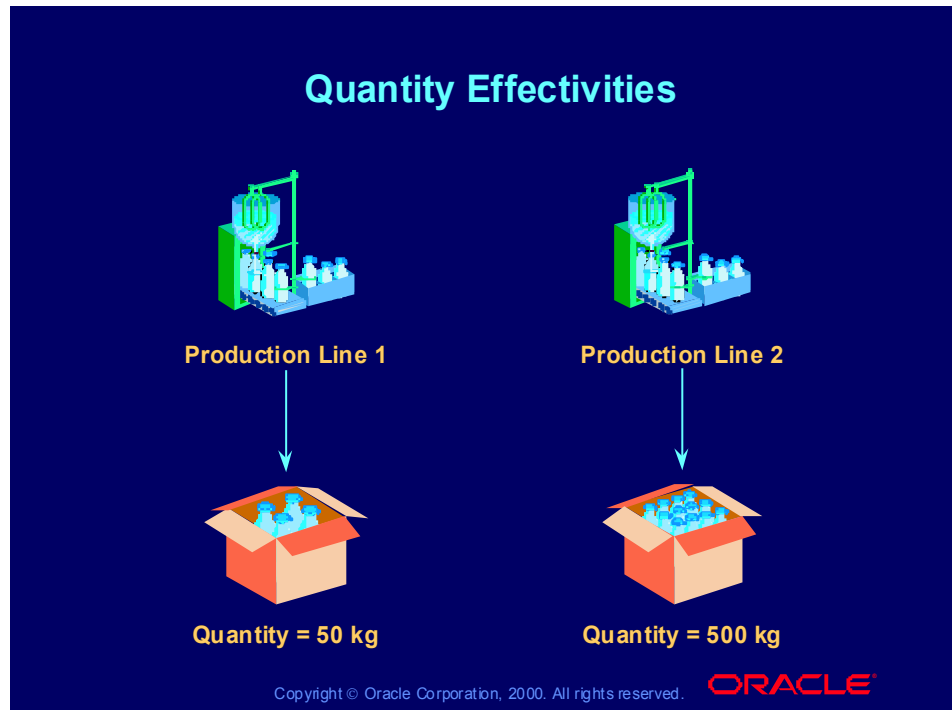 Quantity Effectivities
Production Line 1
Production Line 2
Quantity = 50 kg
Quantity = 500 kg
Copyright © Oracle Corporation, 2000. All rights reserved.
ORACLE®